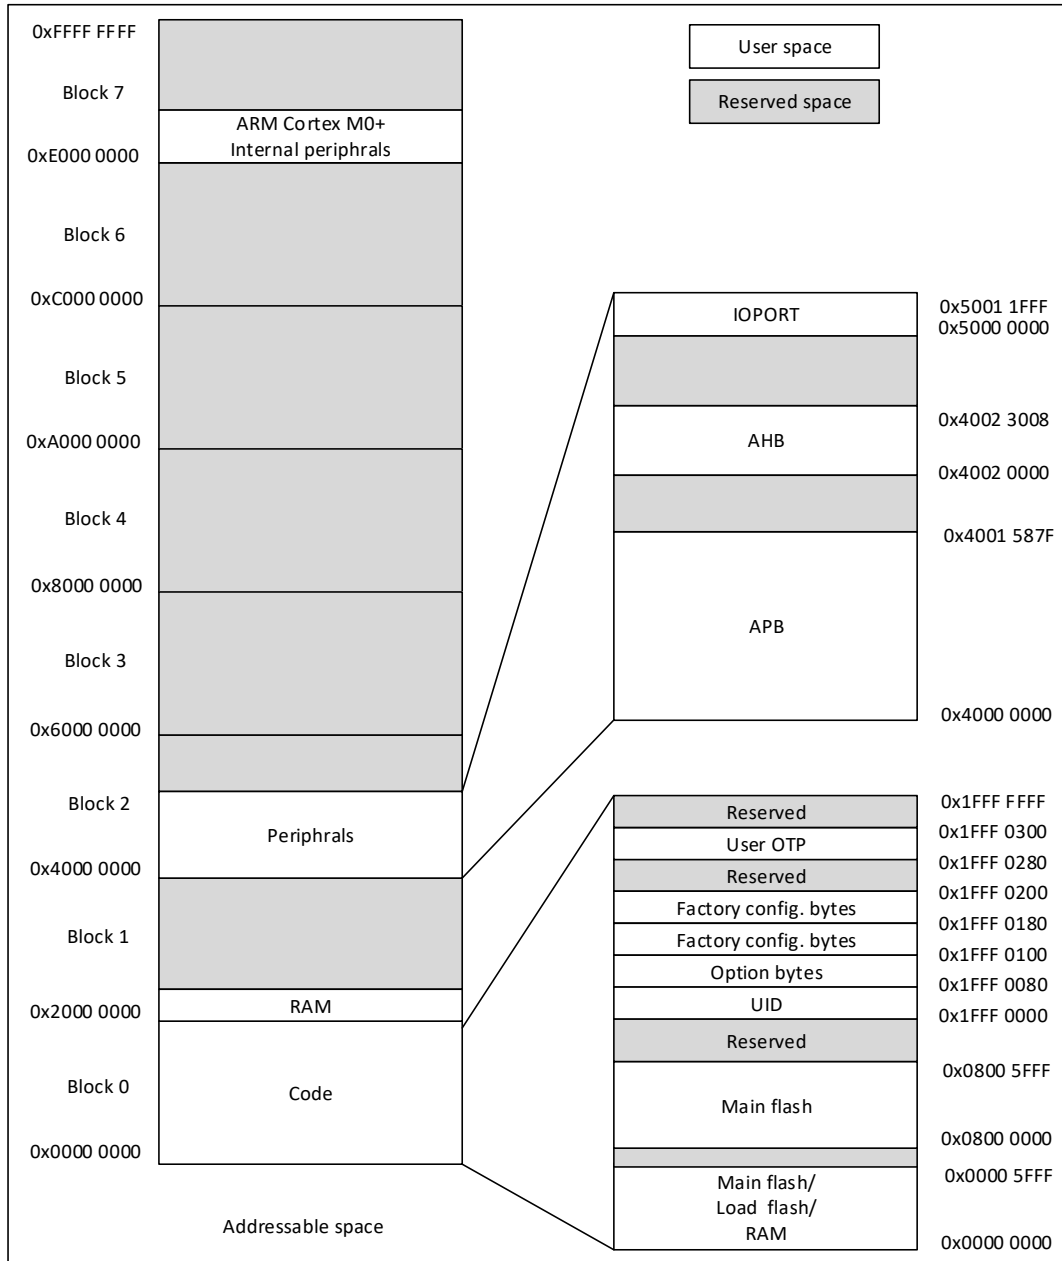 0xFFFF FFFF
Block 7
ARM Cortex M0+
Internal periphrals
0xE000 0000
Block 6
0xC000 0000
Block 5
0xA000 0000
Block 4
0x8000 0000
Block 3
0x6000 0000
Block 2
Periphrals
0x4000 0000
Block 1
RAM
0x2000 0000
Block 0
Code
0x0000 0000
Addressable space
User space
Reserved space
IOPORT
0x5001 1FFF
0x5000 0000
0x4002 3008
AHB
0x4002 0000
0x4001 587F
APB
0x4000 0000
0x1FFF FFFF
Reserved
0x1FFF 0300
User OTP
0x1FFF 0280
Reserved
0x1FFF 0200
Factory config. bytes
0x1FFF 0180
Factory config. bytes
0x1FFF 0100
Option bytes
0x1FFF 0080
UID
0x1FFF 0000
Reserved
0x0800 5FFF
Main flash
0x0800 0000
0x0000 5FFF
Main flash/
Load flash/
RAM
0x0000 0000